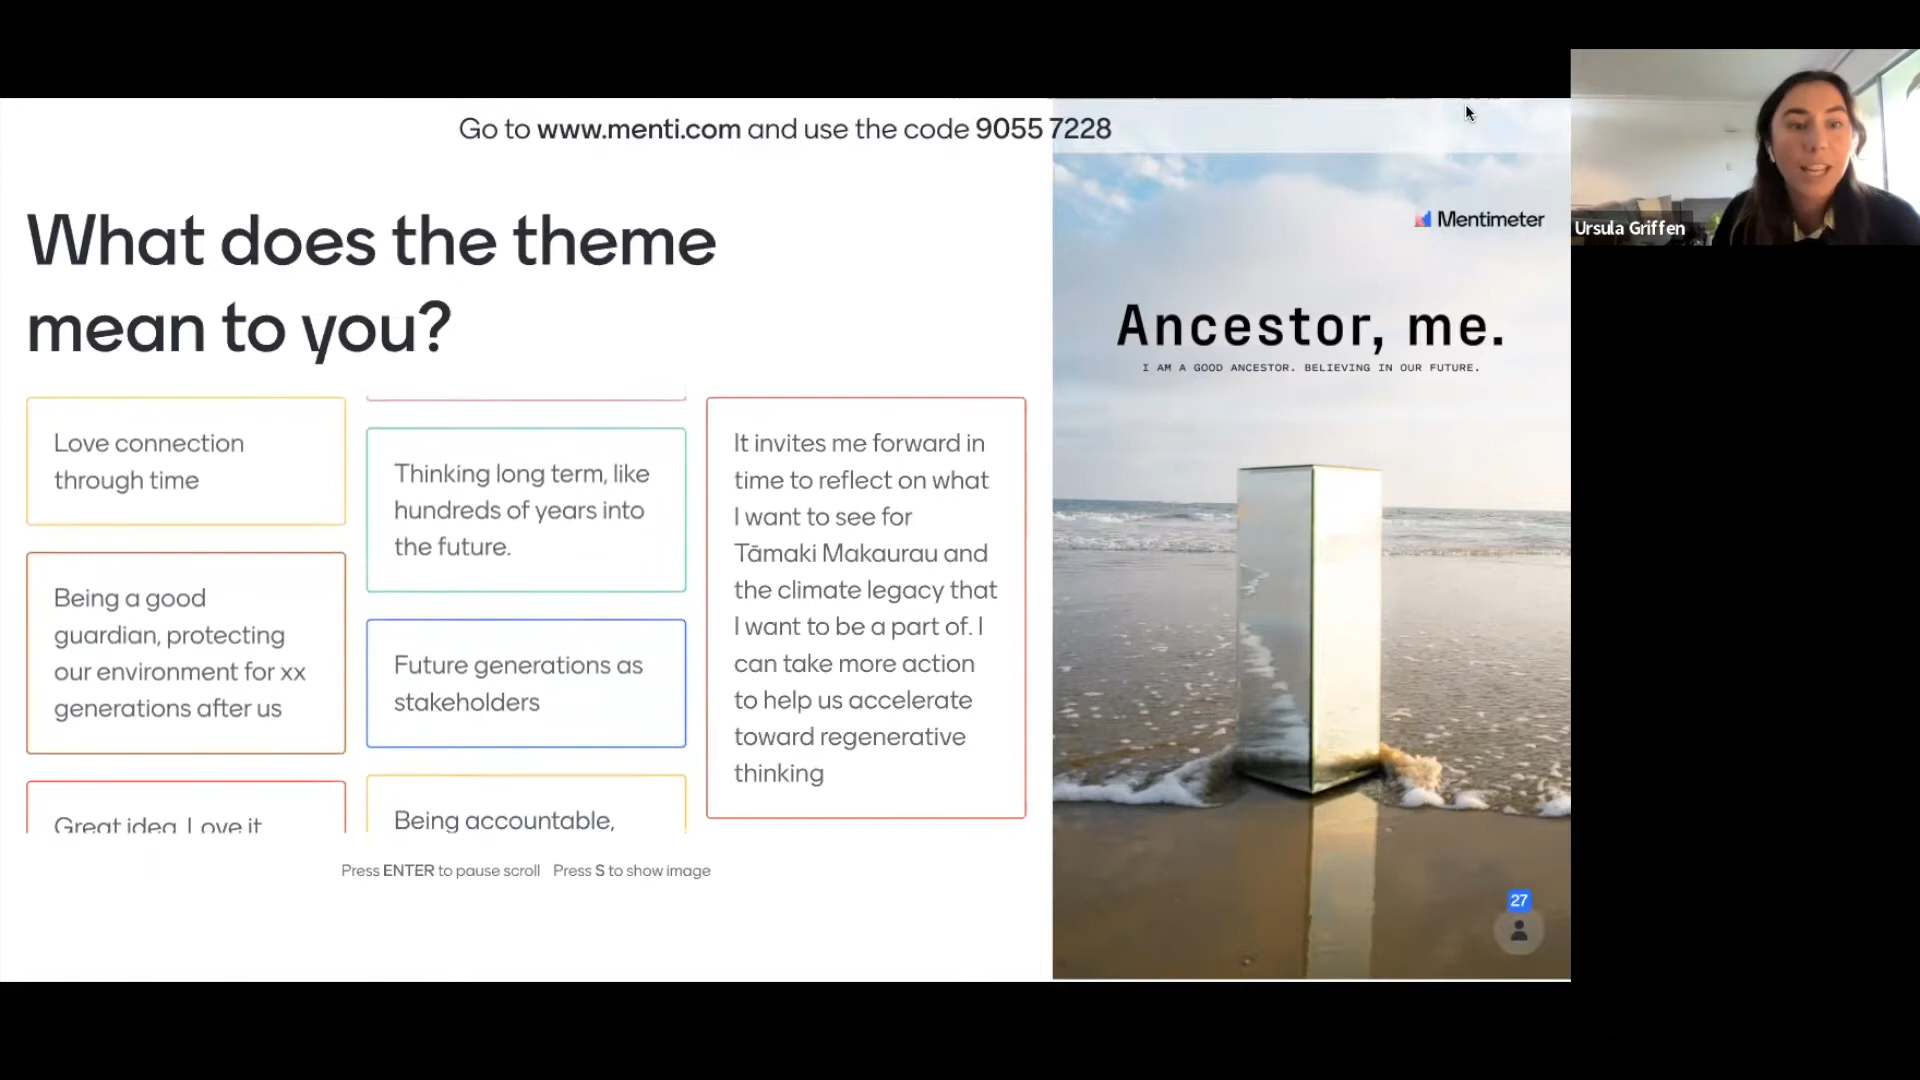 Go to www.menti.com and use the code 9055 7228
What does the theme
mean to you?
Love connection
through time
Being a good
guardian, protecting
our environment for xx
generations after us
Great idea. Love it
Thinking long term, like
hundreds of years into
the future.
Future generations as
stakeholders
Being accountable,
It invites me forward in
time to reflect on what
I want to see for
Tāmaki Makaurau and
the climate legacy that
I want to be a part of. I
can take more action
to help us accelerate
toward regenerative
thinking
Press ENTER to pause scroll Press S to show image
Mentimeter
Ancestor, me.
I AM A GOOD ANCESTOR. BELIEVING IN OUR FUTURE.
27
Ursula Griffen